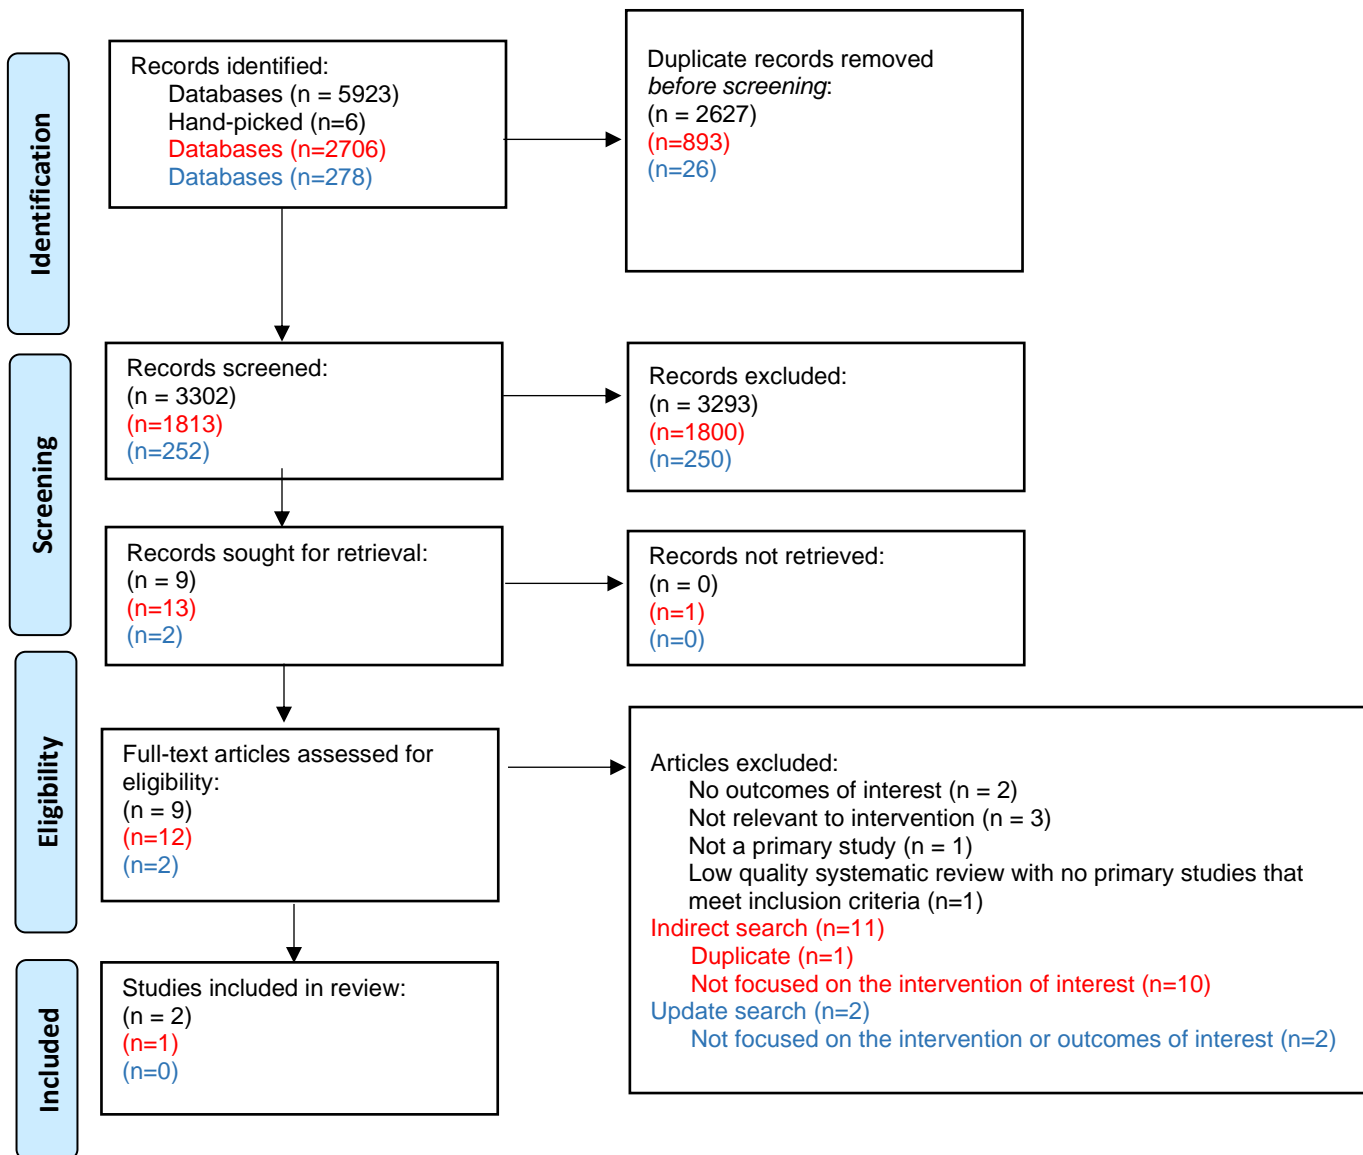 Identification
Records identified:
Databases (n = 5923)
Hand-picked (n=6)
Databases (n=2706)
Databases (n=278)
Duplicate records removed
before screening:
(n = 2627)
(n=893)
(n=26)
Screening
Records screened:
(n = 3302)
(n=1813)
(n=252)
Records excluded:
(n = 3293)
(n=1800)
(n=250)
Records sought for retrieval:
(n = 9)
(n=13)
(n=2)
Records not retrieved:
(n = 0)
(n=1)
(n=0)
Eligibility
Full-text articles assessed for
eligibility:
(n = 9)
(n=12)
(n=2)
Articles excluded:
No outcomes of interest (n = 2)
Not relevant to intervention (n = 3)
Not a primary study (n = 1)
Low quality systematic review with no primary studies that
meet inclusion criteria (n=1)
Indirect search (n=11)
Duplicate (n=1)
Not focused on the intervention of interest (n=10)
Update search (n=2)
Not focused on the intervention or outcomes of interest (n=2)
Included
Studies included in review:
(n = 2)
(n=1)
(n=0)